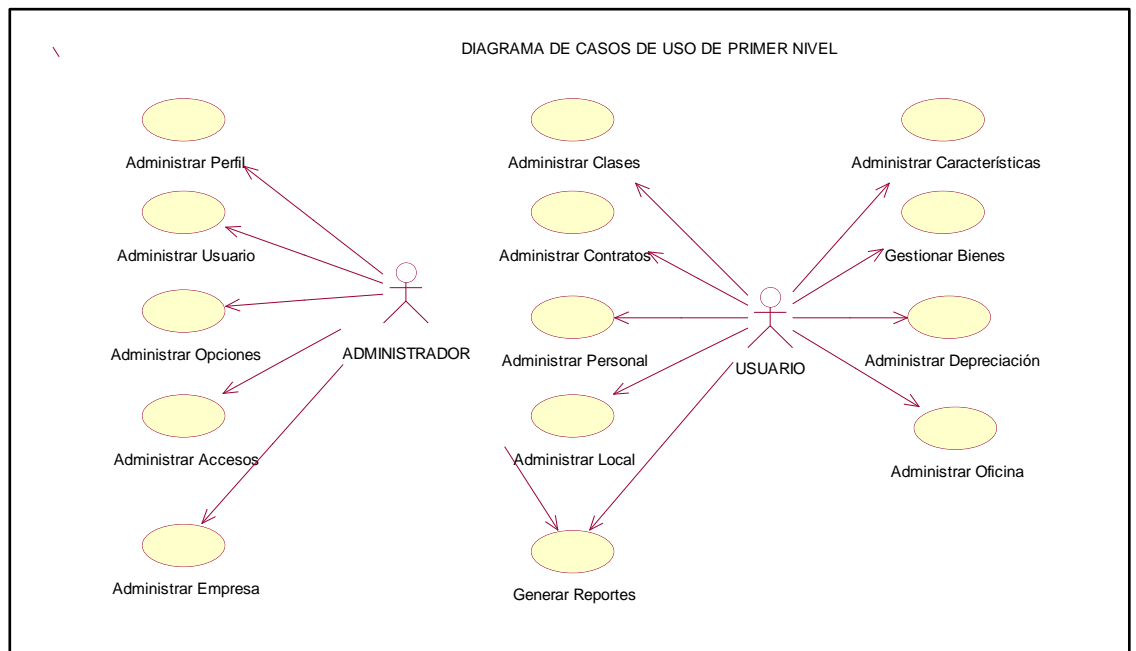 DIAGRAMA DE CASOS DE USO DE PRIMER NIVEL
Administrar Perfil
Administrar Clases
Administrar Características
Administrar Usuario
Administrar Contratos
Gestionar Bienes
Administrar Opciones
ADMINISTRADOR
Administrar Personal
USUARIO
Administrar Depreciación
Administrar Accesos
Administrar Local
Administrar Oficina
Administrar Empresa
Generar Reportes